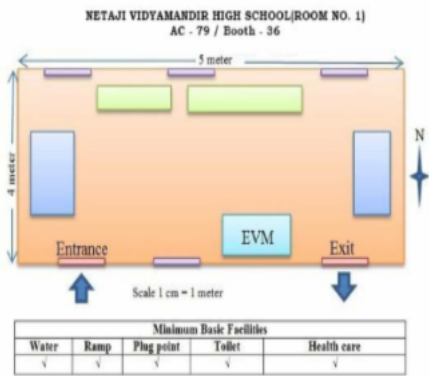 NETAJI VIDYAMANDIR HIGH SCHOOL(ROOM NO. 1)
AC - 79 / Booth - 36
5 meter
4 meter
N
EVM
Entrance
Exit
Scale 1 cm = 1 meter
Minimum Basic Facilities
Water Ramp Plug point Toilet Health care
√ √ √ √ √